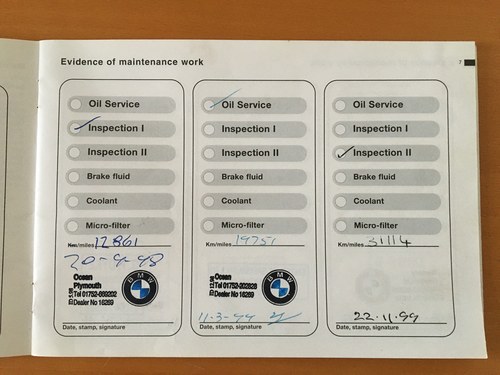 Evidence of maintenance work
7
Oil Service
Inspection I
Inspection II
Brake fluid
Coolant
Micro-filter
Km/miles 12861
20-4-98
Ocean
Plymouth
Tel 01752-669202
Dealer No 16269
BMW
Date, stamp, signature
Oil Service
Inspection I
Inspection II
Brake fluid
Coolant
Micro-filter
Km/miles 19751
Ocean
Tel 01752-202828
Dealer No 16269
BMW
11-3-99
Date, stamp, signature
Oil Service
Inspection I
Inspection II
Brake fluid
Coolant
Micro-filter
Km/miles 31114
22.11.99
Date, stamp, signature